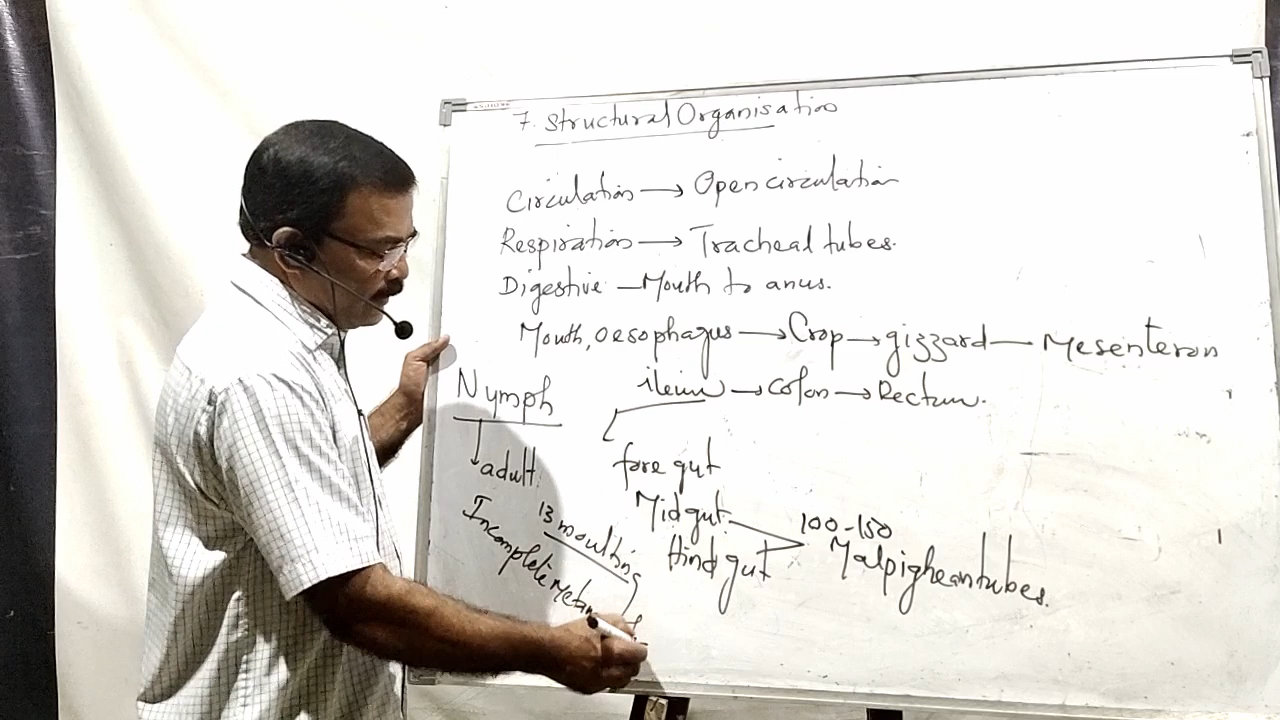 7. Structural Organisation
Circulation → Open circulation
Respiration → Tracheal tubes.
Digestive — Mouth to anus.
Mouth, oesophagus → Crop → gizzard — Mesenteron
ileum → Colon → Rectum.
Nymph
adult
fore gut
Midgut
Hind gut
100-150
Malpighean tubes.
13 moulting
Incomplete